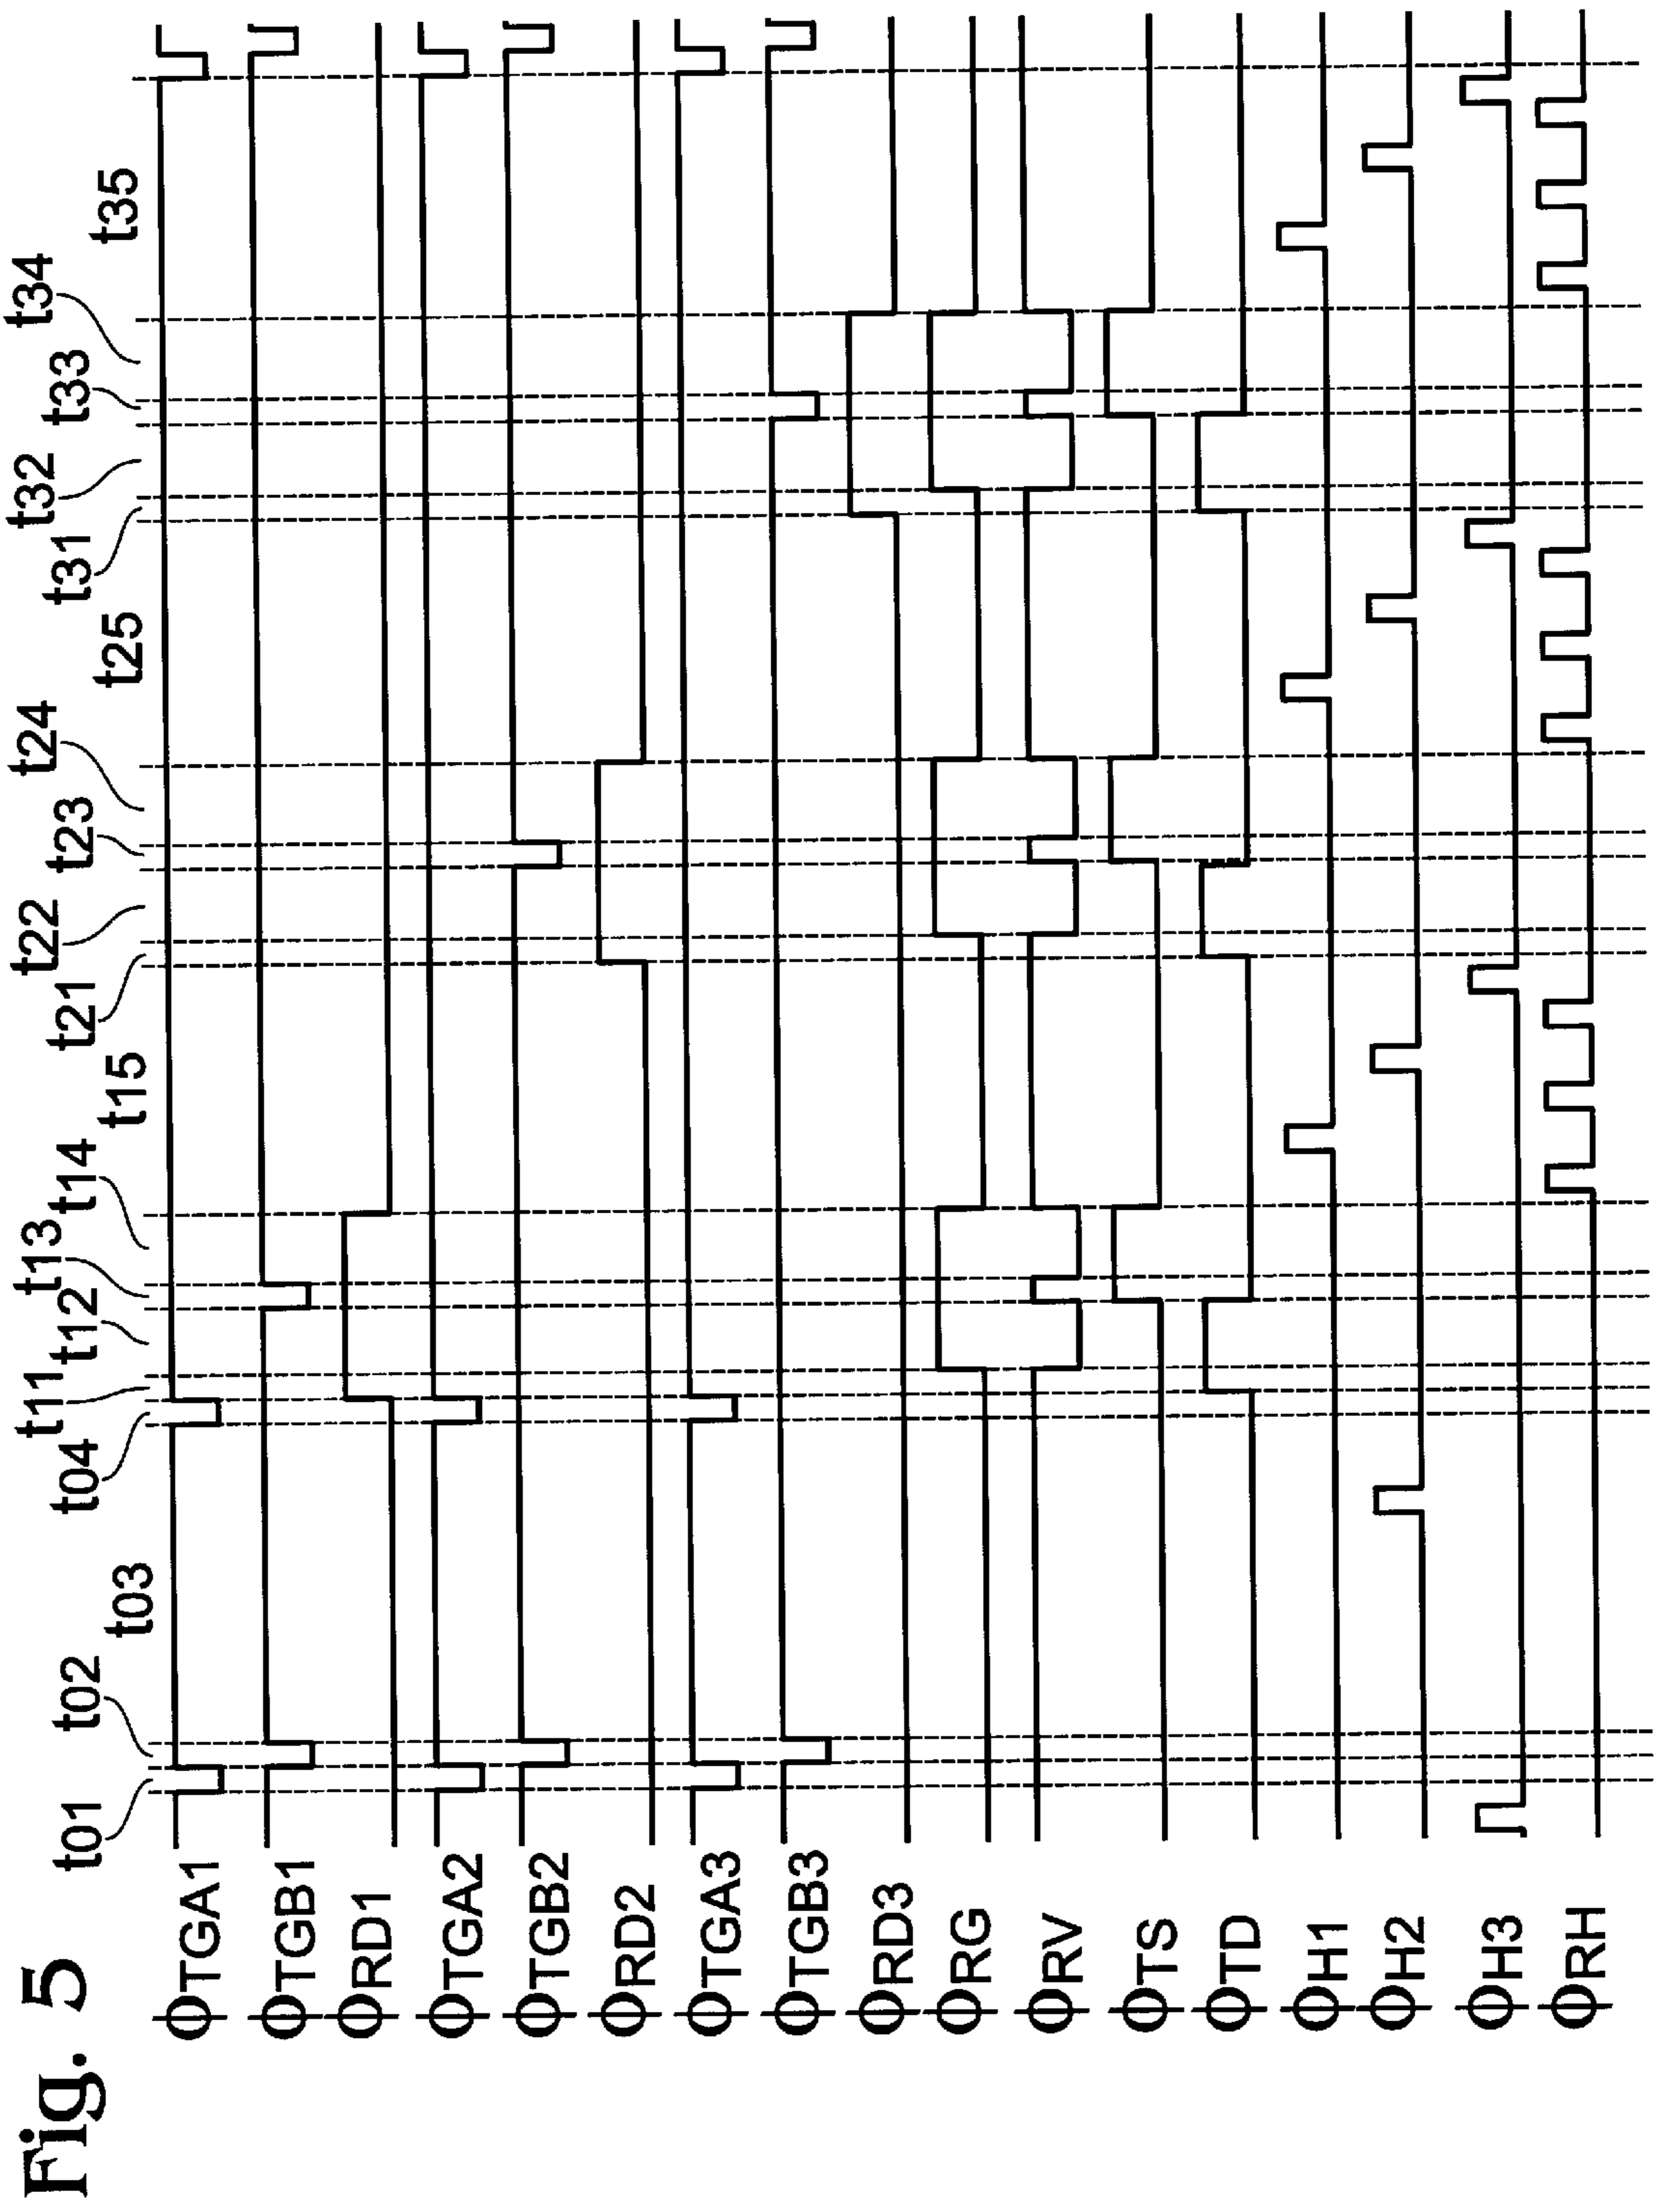 Fig. 5
t01 t02 t03 t04 t11 t12 t13 t14 t15 t21 t22 t23 t24 t25 t31 t32 t33 t34 t35
ΦTGA1
ΦTGB1
ΦRD1
ΦTGA2
ΦTGB2
ΦRD2
ΦTGA3
ΦTGB3
ΦRD3
ΦRG
ΦRV
ΦTS
ΦTD
ΦH1
ΦH2
ΦH3
ΦRH